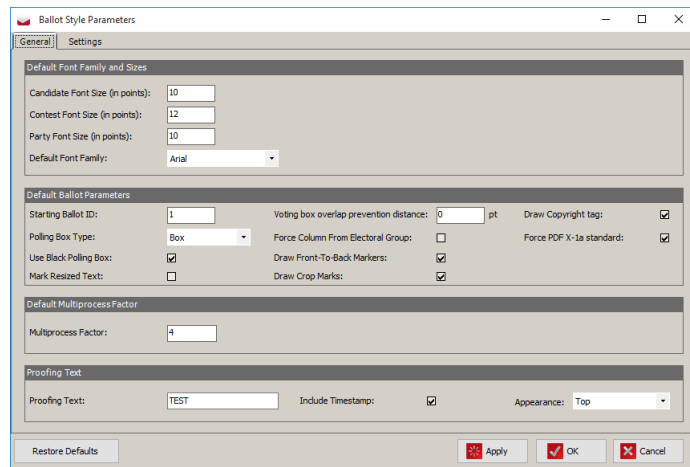 Ballot Style Parameters
General Settings
Default Font Family and Sizes
Candidate Font Size (in points): 10
Contest Font Size (in points): 12
Party Font Size (in points): 10
Default Font Family: Arial
Default Ballot Parameters
Starting Ballot ID: 1 Voting box overlap prevention distance: 0 pt Draw Copyright tag:
Polling Box Type: Box Force Column From Electoral Group: Force PDF X-1a standard:
Use Black Polling Box: Draw Front-To-Back Markers:
Mark Resized Text: Draw Crop Marks:
Default Multiprocess Factor
Multiprocess Factor: 4
Proofing Text
Proofing Text: TEST Include Timestamp: Appearance: Top
Restore Defaults Apply OK Cancel